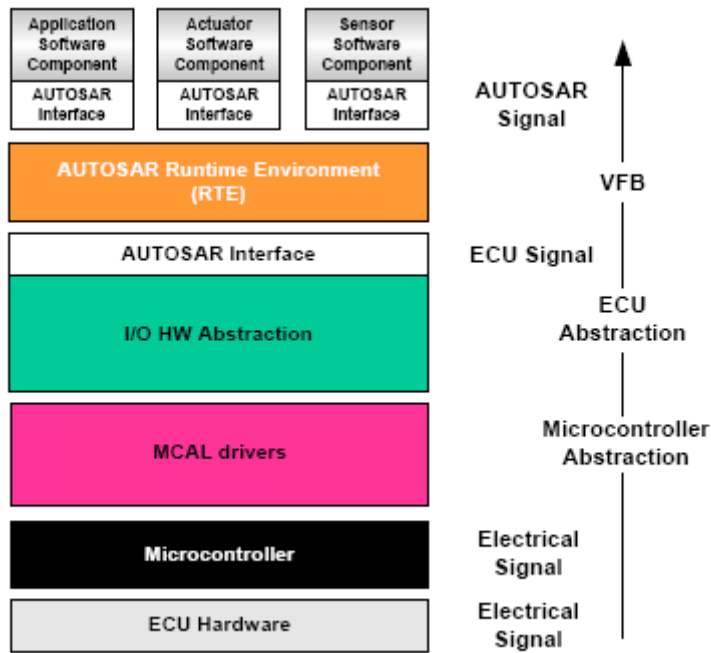 Application
Software
Component
AUTOSAR
Interface
Actuator
Software
Component
AUTOSAR
Interface
Sensor
Software
Component
AUTOSAR
Interface
AUTOSAR
Signal
AUTOSAR Runtime Environment
(RTE)
VFB
AUTOSAR Interface
ECU Signal
I/O HW Abstraction
ECU
Abstraction
MCAL drivers
Microcontroller
Abstraction
Microcontroller
Electrical
Signal
ECU Hardware
Electrical
Signal